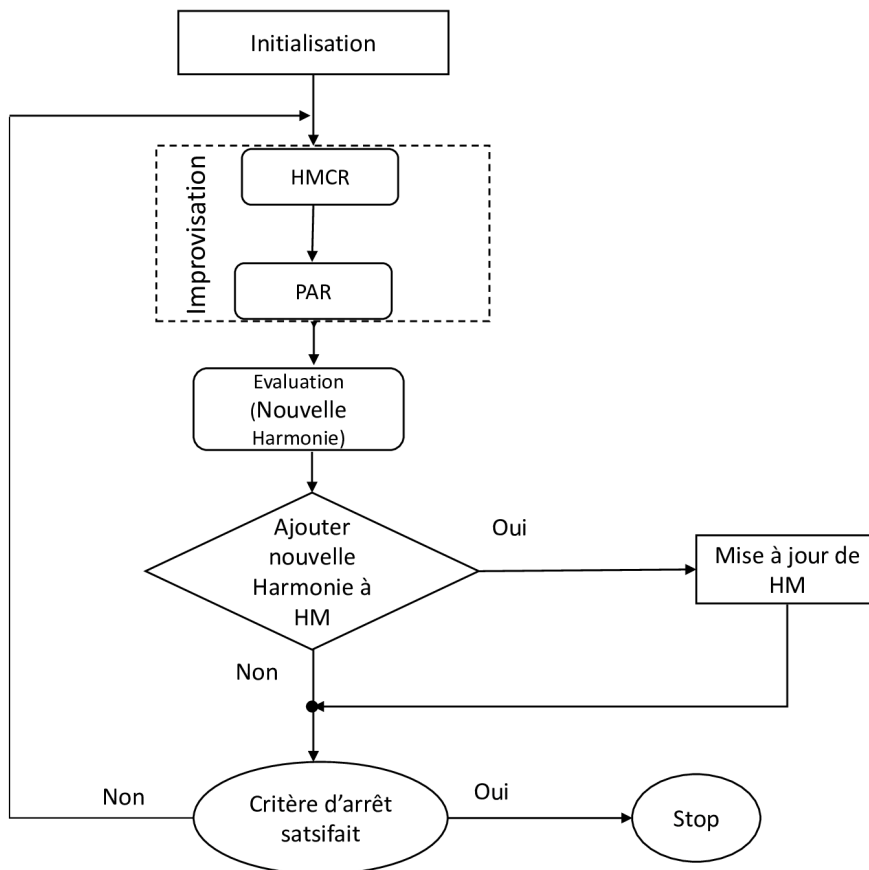 Initialisation
Improvisation
HMCR
PAR
Evaluation
(Nouvelle
Harmonie)
Ajouter
nouvelle
Harmonie à
HM
Oui
Mise à jour de
HM
Non
Non
Critère d'arrêt
satsifait
Oui
Stop